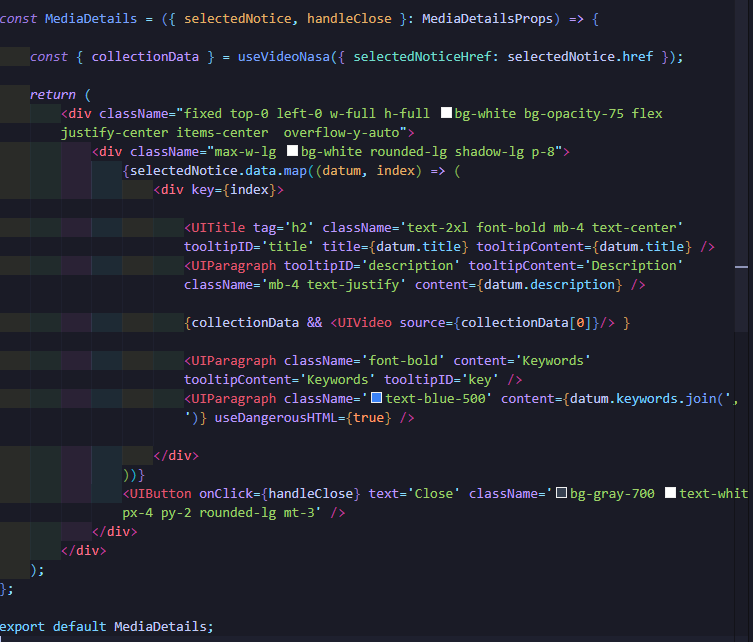 const MediaDetails = ({ selectedNotice, handleClose }: MediaDetailsProps) => {
const { collectionData } = useVideoNasa({ selectedNoticeHref: selectedNotice.href });
return (
<div className="fixed top-0 left-0 w-full h-full bg-white bg-opacity-75 flex
justify-center items-center  overflow-y-auto">
<div className="max-w-lg bg-white rounded-lg shadow-lg p-8">
{selectedNotice.data.map((datum, index) => (
<div key={index}>
<UITitle tag='h2' className='text-2xl font-bold mb-4 text-center'
tooltipID='title' title={datum.title} tooltipContent={datum.title} />
<UIParagraph tooltipID='description' tooltipContent='Description'
className='mb-4 text-justify' content={datum.description} />
{collectionData && <UIVideo source={collectionData[0]}/> }
<UIParagraph className='font-bold' content='Keywords'
tooltipContent='Keywords' tooltipID='key' />
<UIParagraph className='text-blue-500' content={datum.keywords.join(',
')} useDangerousHTML={true} />
</div>
))}
<UIButton onClick={handleClose} text='Close' className='bg-gray-700 text-whit
px-4 py-2 rounded-lg mt-3' />
</div>
</div>
);
};
export default MediaDetails;